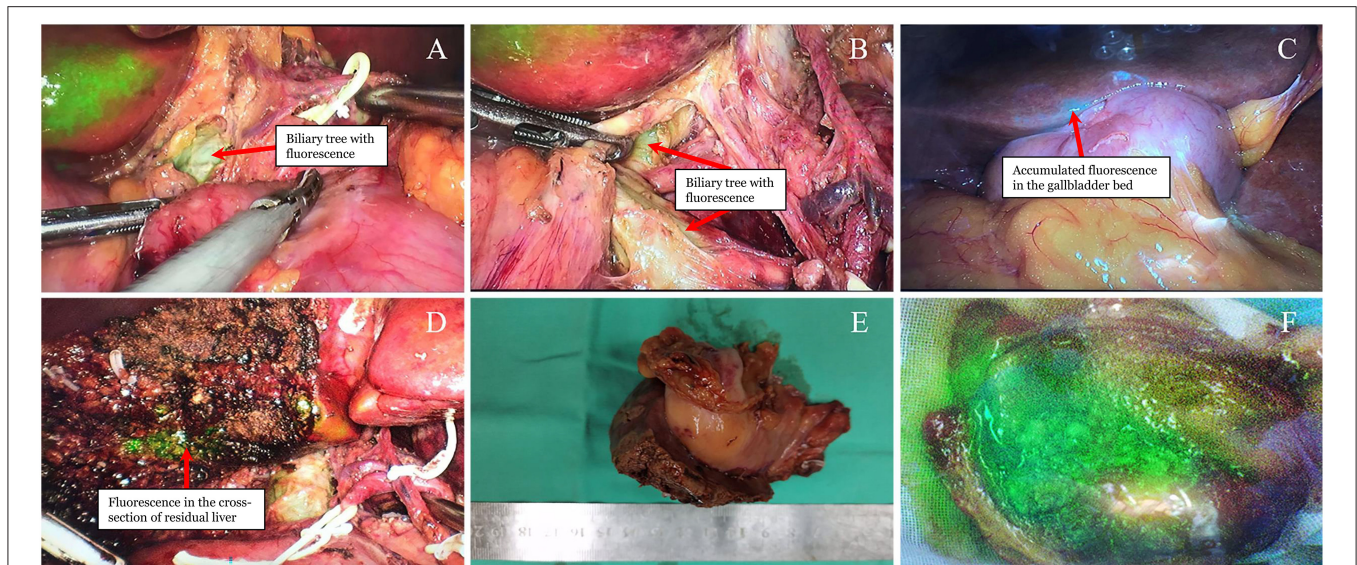 A
Biliary tree with
fluorescence
B
Biliary tree with
fluorescence
C
Accumulated fluorescence
in the gallbladder bed
D
Fluorescence in the cross-
section of residual liver
E
F